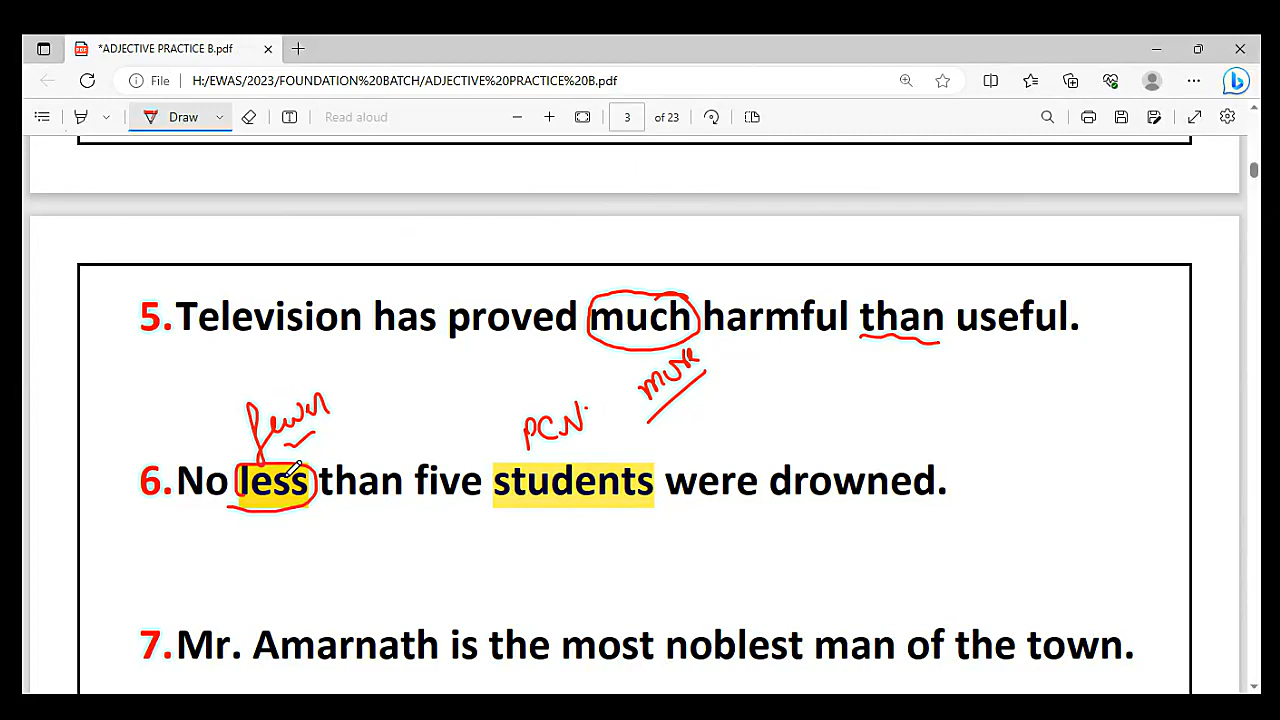 *ADJECTIVE PRACTICE B.pdf
File H:/EWAS/2023/FOUNDATION%20BATCH/ADJECTIVE%20PRACTICE%20B.pdf
Draw Read aloud 3 of 23
5. Television has proved much harmful than useful.
more
fewer
PCN.
6. No less than five students were drowned.
7. Mr. Amarnath is the most noblest man of the town.